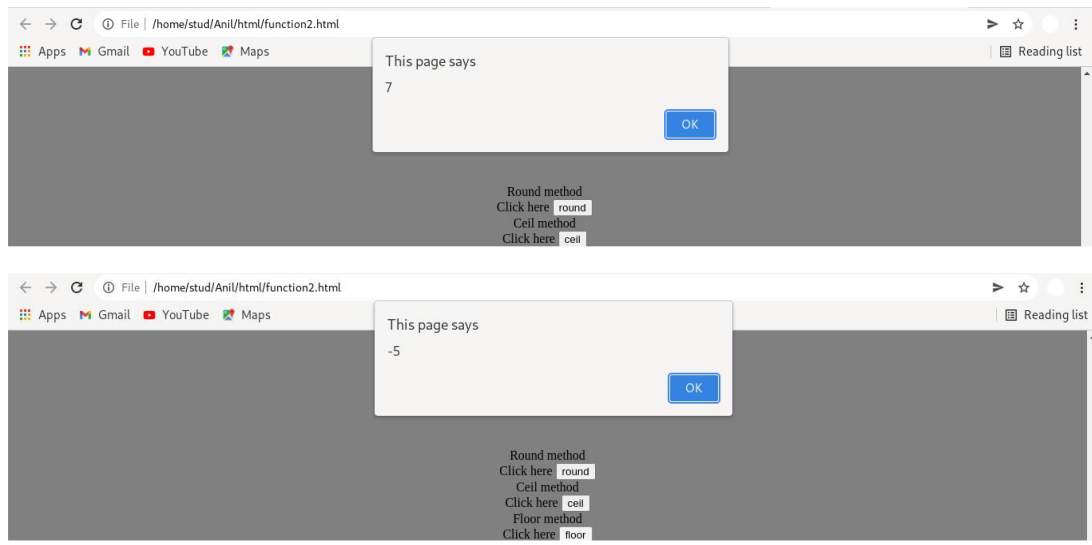 File | /home/stud/Anil/html/function2.html
Apps Gmail YouTube Maps Reading list
This page says
7
OK
Round method
Click here round
Ceil method
Click here ceil
File | /home/stud/Anil/html/function2.html
Apps Gmail YouTube Maps Reading list
This page says
-5
OK
Round method
Click here round
Ceil method
Click here ceil
Floor method
Click here floor